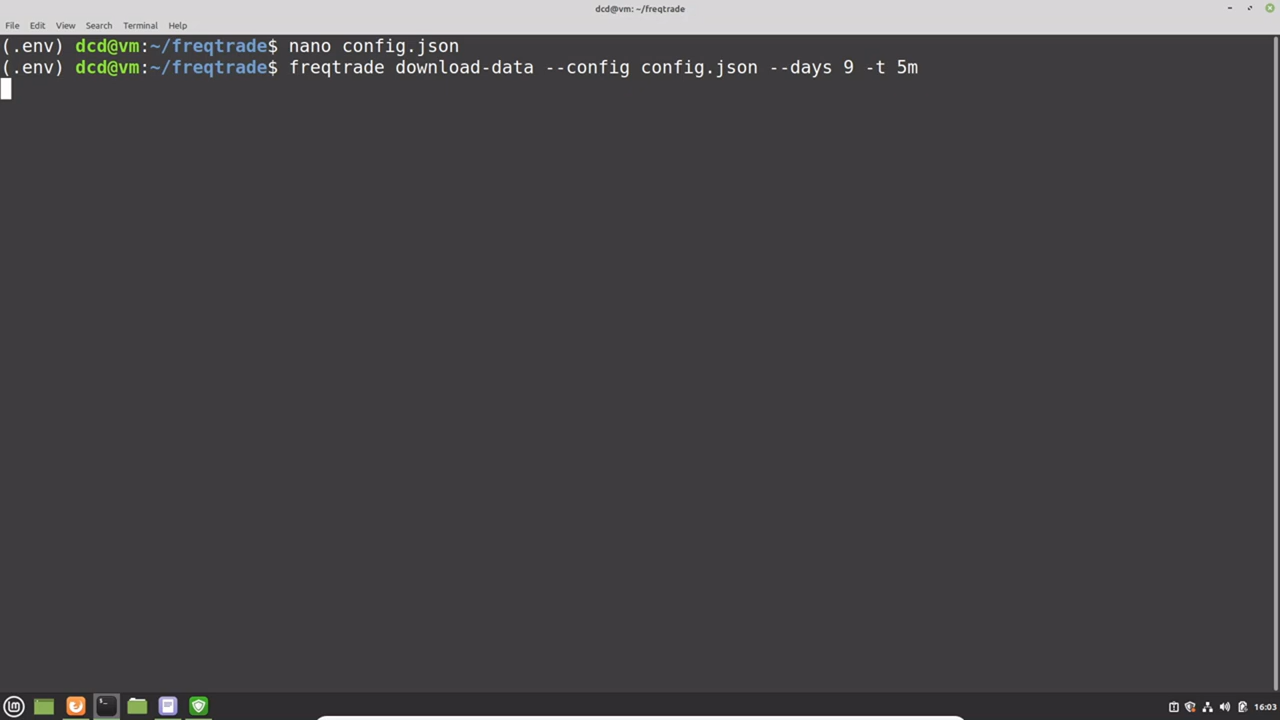 dcd@vm: ~/freqtrade
File Edit View Search Terminal Help
(.env) dcd@vm:~/freqtrade$ nano config.json
(.env) dcd@vm:~/freqtrade$ freqtrade download-data --config config.json --days 9 -t 5m
16:03